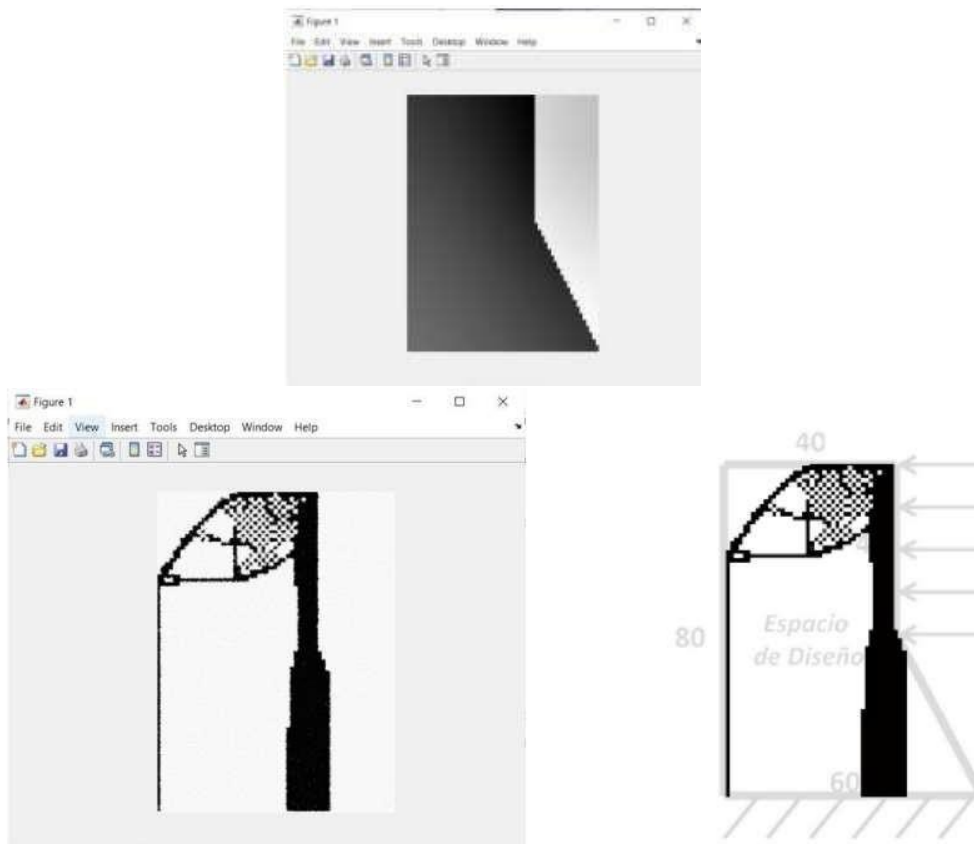 Figure 1
File Edit View Insert Tools Desktop Window Help
Figure 1
File Edit View Insert Tools Desktop Window Help
40
80
Espacio
de Diseño
60